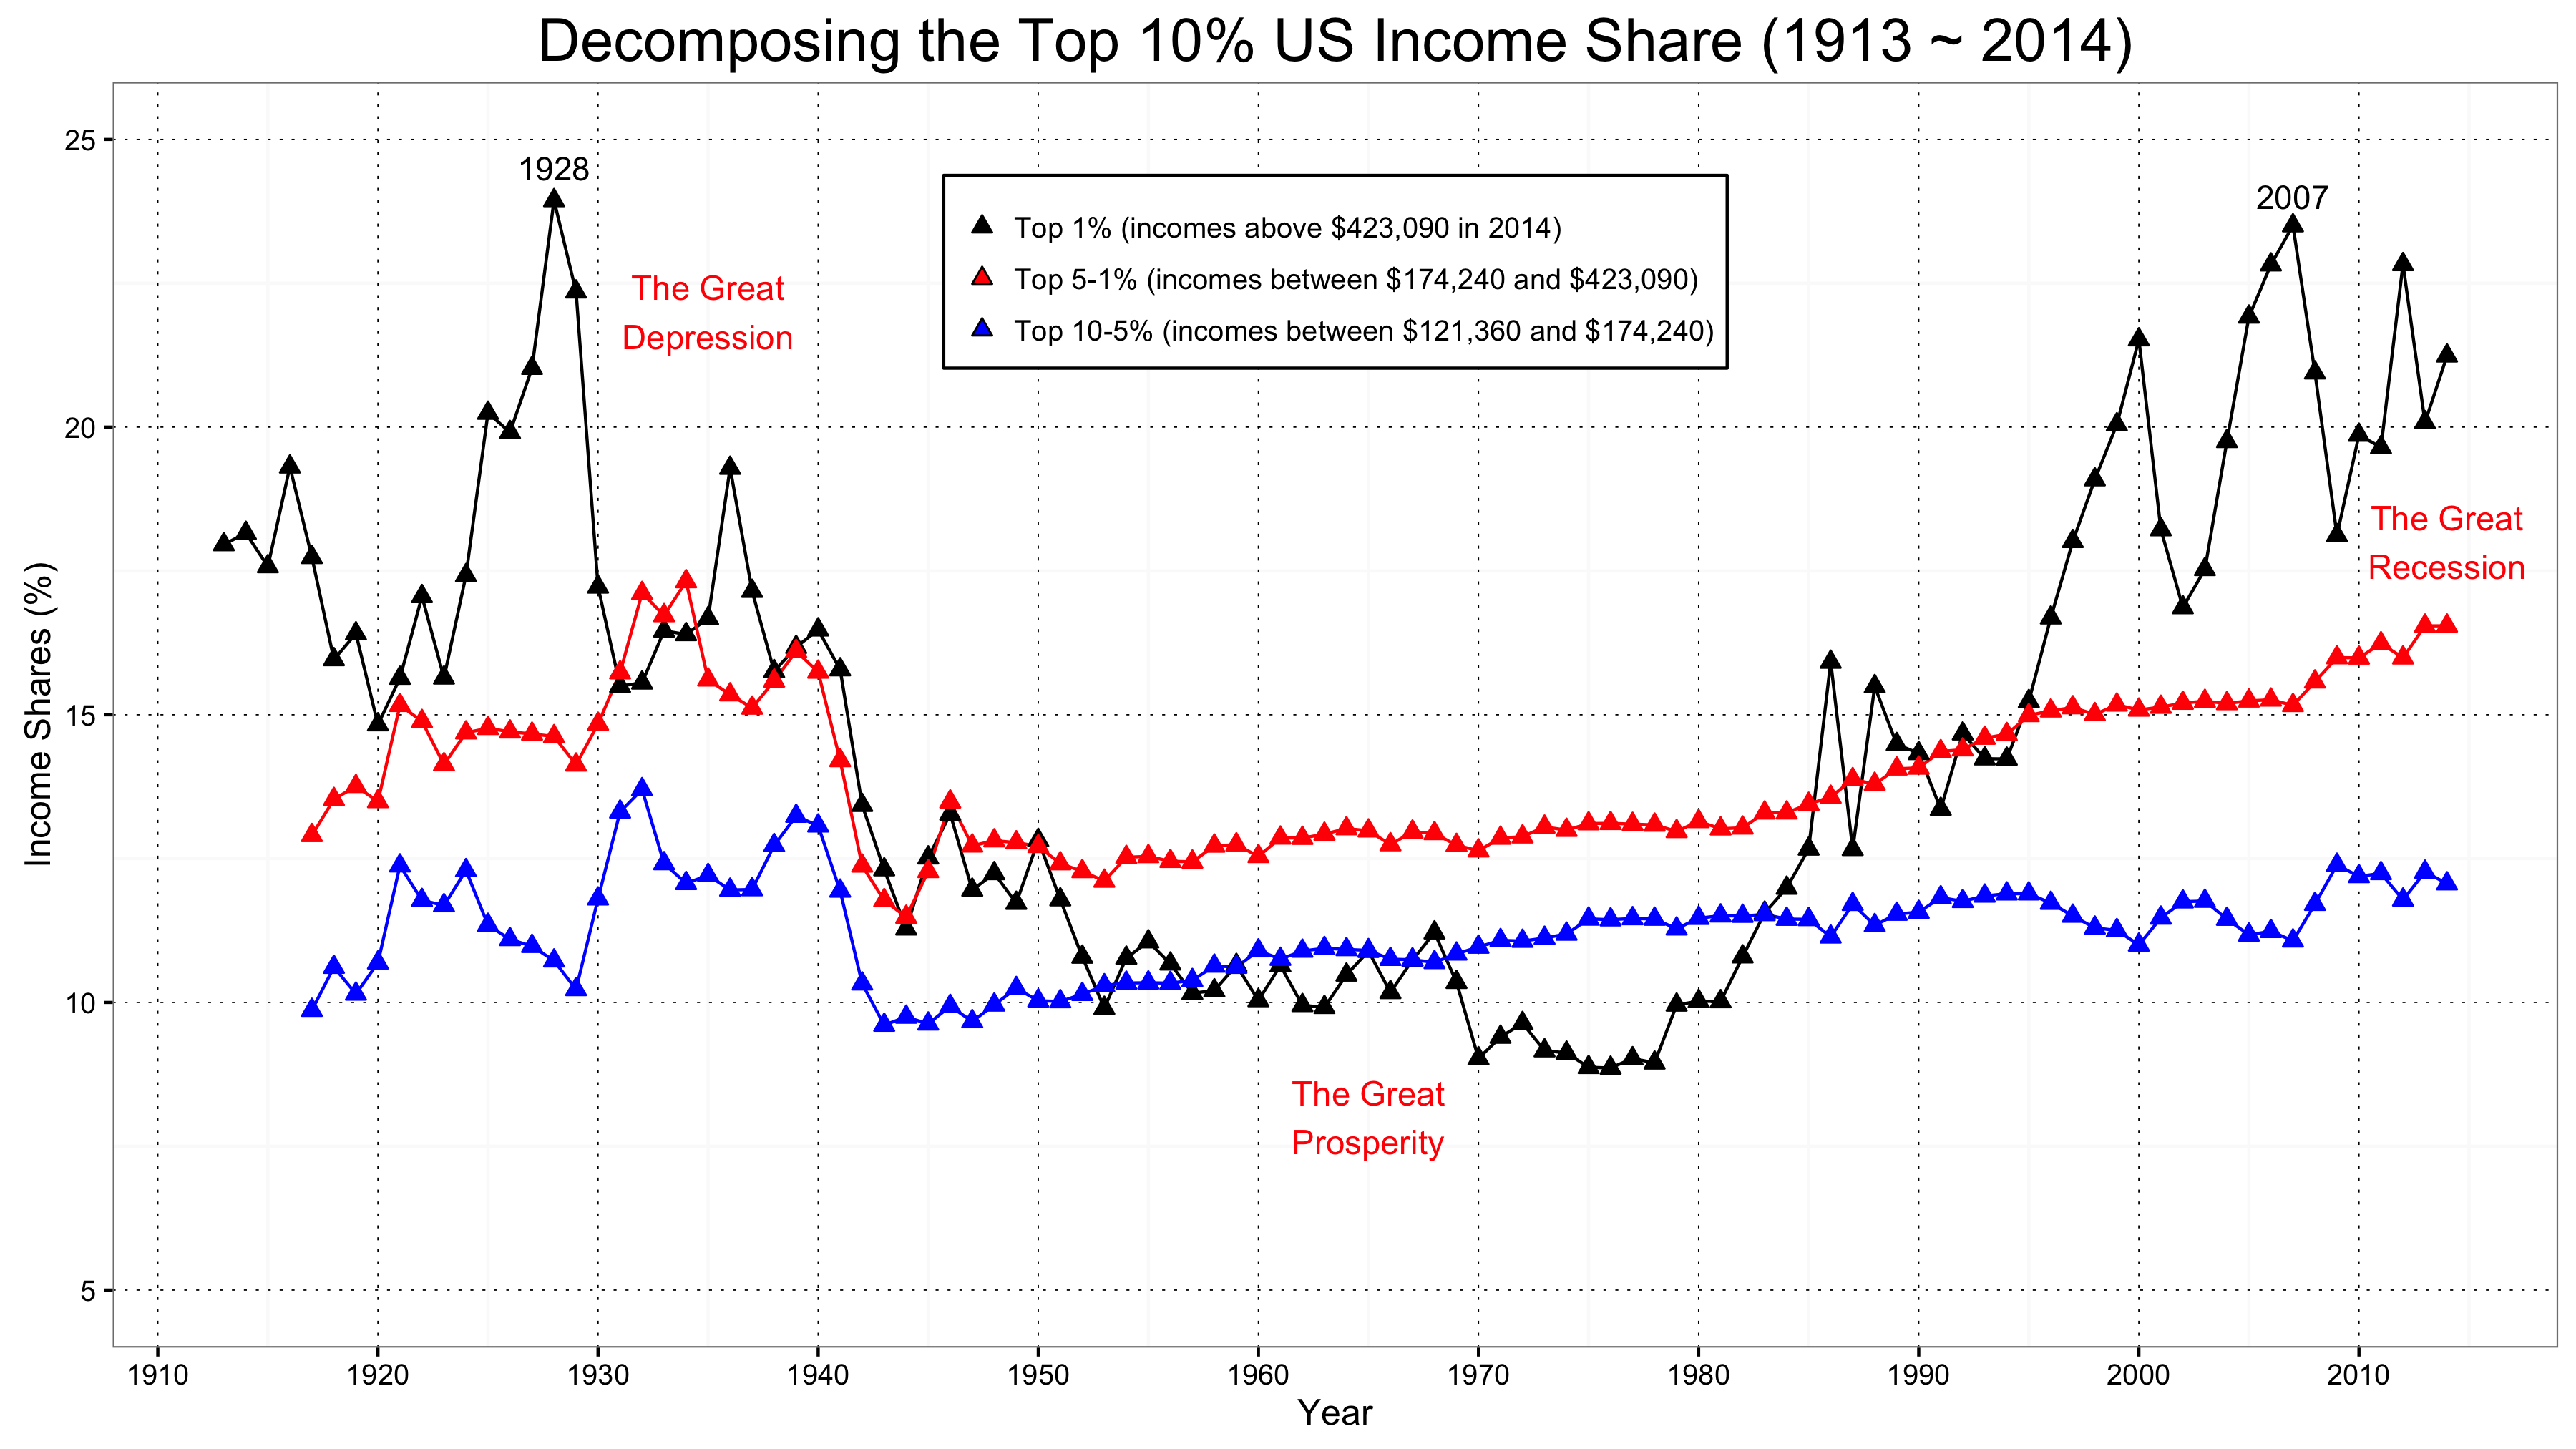 Decomposing the Top 10% US Income Share (1913 ~ 2014)
25
20
15
10
5
Income Shares (%)
1928
2007
The Great
Depression
Top 1% (incomes above $423,090 in 2014)
Top 5-1% (incomes between $174,240 and $423,090)
Top 10-5% (incomes between $121,360 and $174,240)
The Great
Recession
The Great
Prosperity
1910 1920 1930 1940 1950 1960 1970 1980 1990 2000 2010
Year